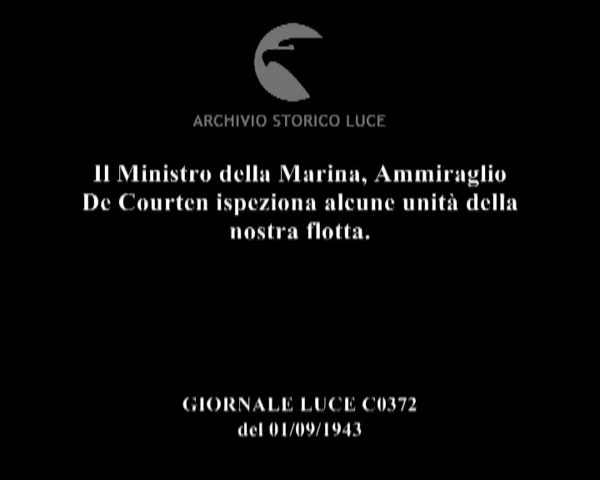 ARCHIVIO STORICO LUCE
Il Ministro della Marina, Ammiraglio
De Courten ispeziona alcune unità della
nostra flotta.
GIORNALE LUCE C0372
del 01/09/1943